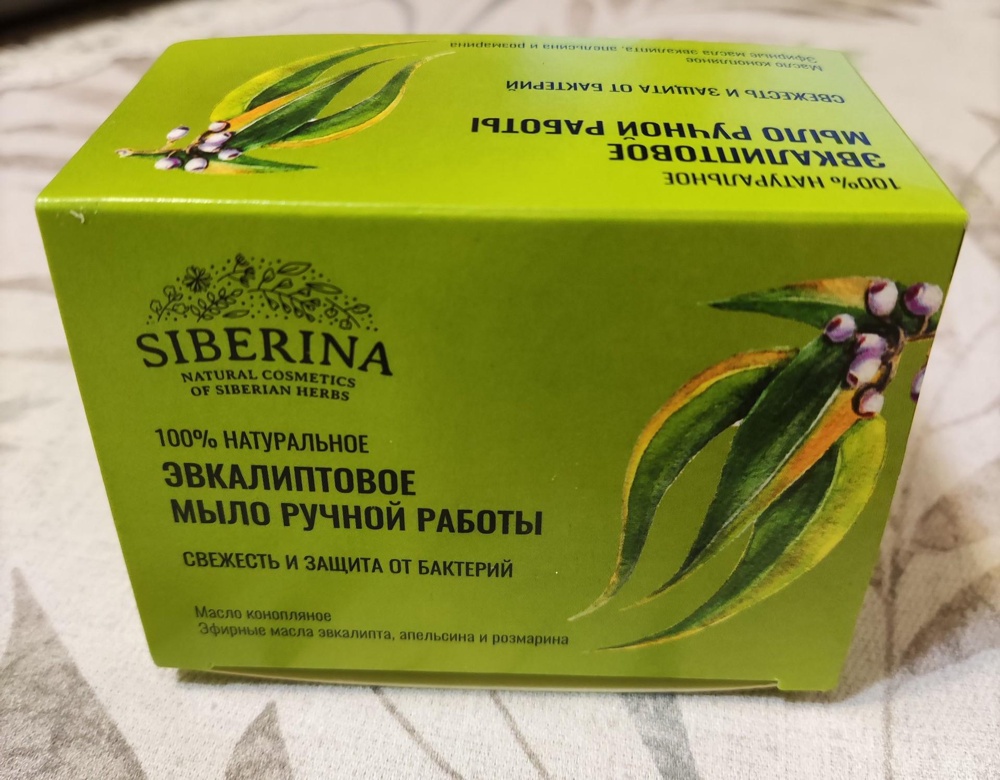 Эфирные масла эвкалипта, апельсина и розмарина
Масло конопляное
СВЕЖЕСТЬ И ЗАЩИТА ОТ БАКТЕРИЙ
МЫЛО РУЧНОЙ РАБОТЫ
ЭВКАЛИПТОВОЕ
100% НАТУРАЛЬНОЕ
SIBERINA
NATURAL COSMETICS
OF SIBERIAN HERBS
100% НАТУРАЛЬНОЕ
ЭВКАЛИПТОВОЕ
МЫЛО РУЧНОЙ РАБОТЫ
СВЕЖЕСТЬ И ЗАЩИТА ОТ БАКТЕРИЙ
Масло конопляное
Эфирные масла эвкалипта, апельсина и розмарина